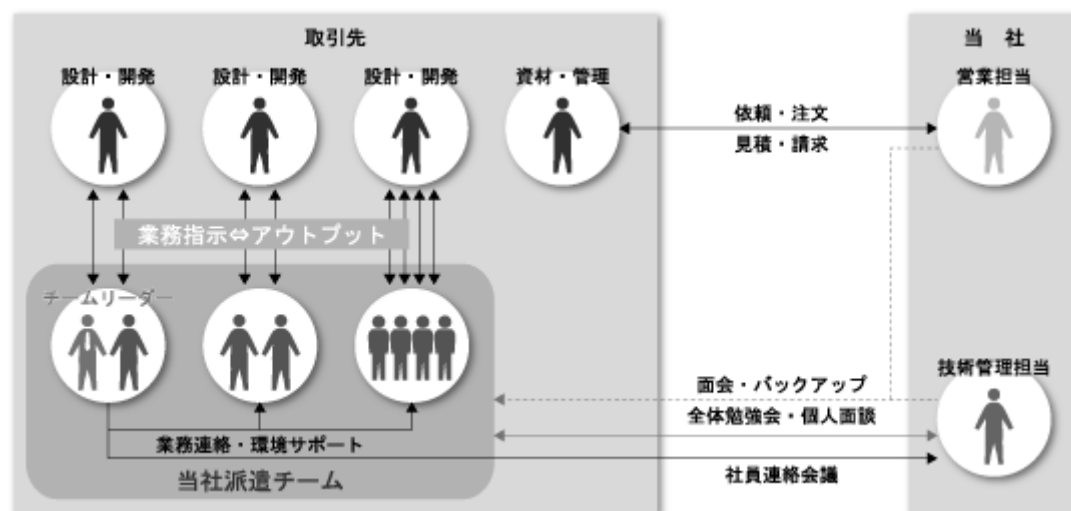 取引先
設計・開発
設計・開発
設計・開発
資材・管理
業務指示⇔アウトプット
チームリーダー
業務連絡・環境サポート
当社派遣チーム
依頼・注文
見積・請求
面会・バックアップ
全体勉強会・個人面談
社員連絡会議
当 社
営業担当
技術管理担当